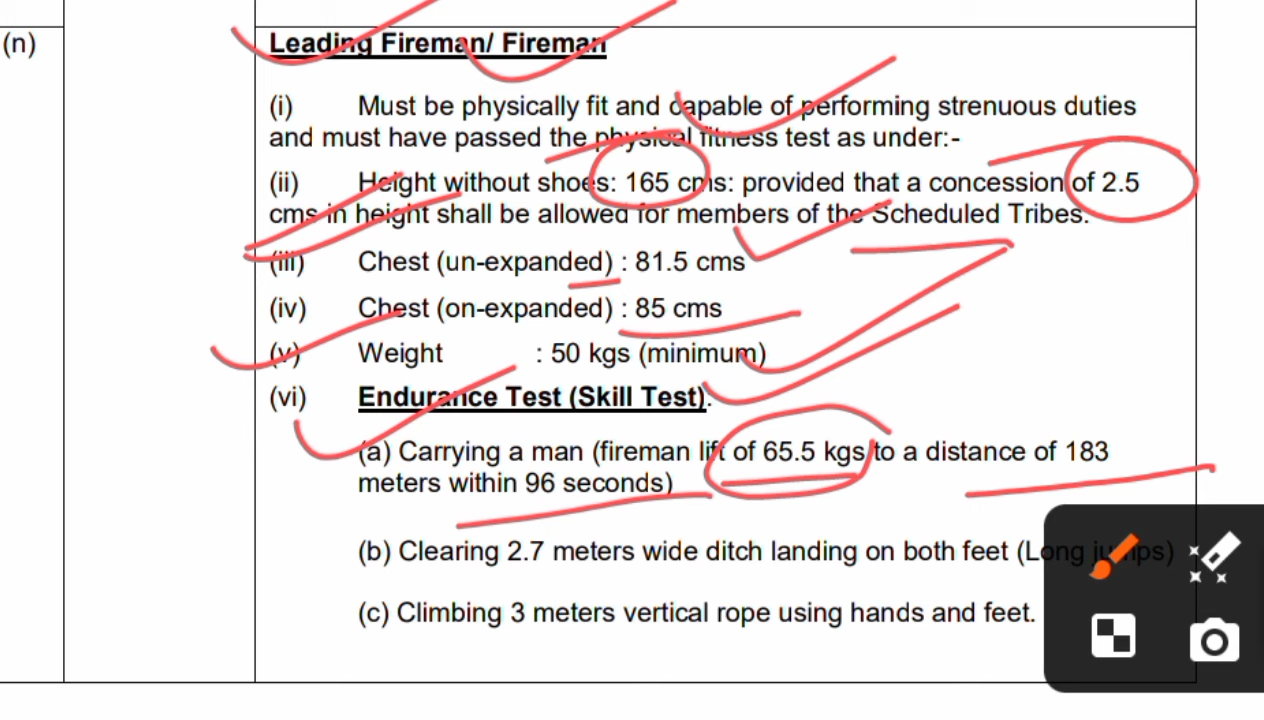 (n)
Leading Fireman/ Fireman
(i) Must be physically fit and capable of performing strenuous duties
and must have passed the physical fitness test as under:-
(ii) Height without shoes: 165 cms: provided that a concession of 2.5
cms in height shall be allowed for members of the Scheduled Tribes.
(iii) Chest (un-expanded) : 81.5 cms
(iv) Chest (on-expanded) : 85 cms
(v) Weight : 50 kgs (minimum)
(vi) Endurance Test (Skill Test).
(a) Carrying a man (fireman lift of 65.5 kgs to a distance of 183
meters within 96 seconds)
(b) Clearing 2.7 meters wide ditch landing on both feet (Long jumps)
(c) Climbing 3 meters vertical rope using hands and feet.